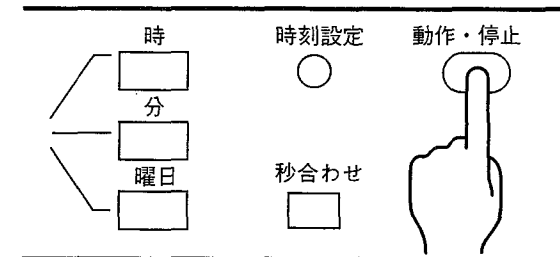 時 時刻設定 動作・停止
分
曜日 秒合わせ